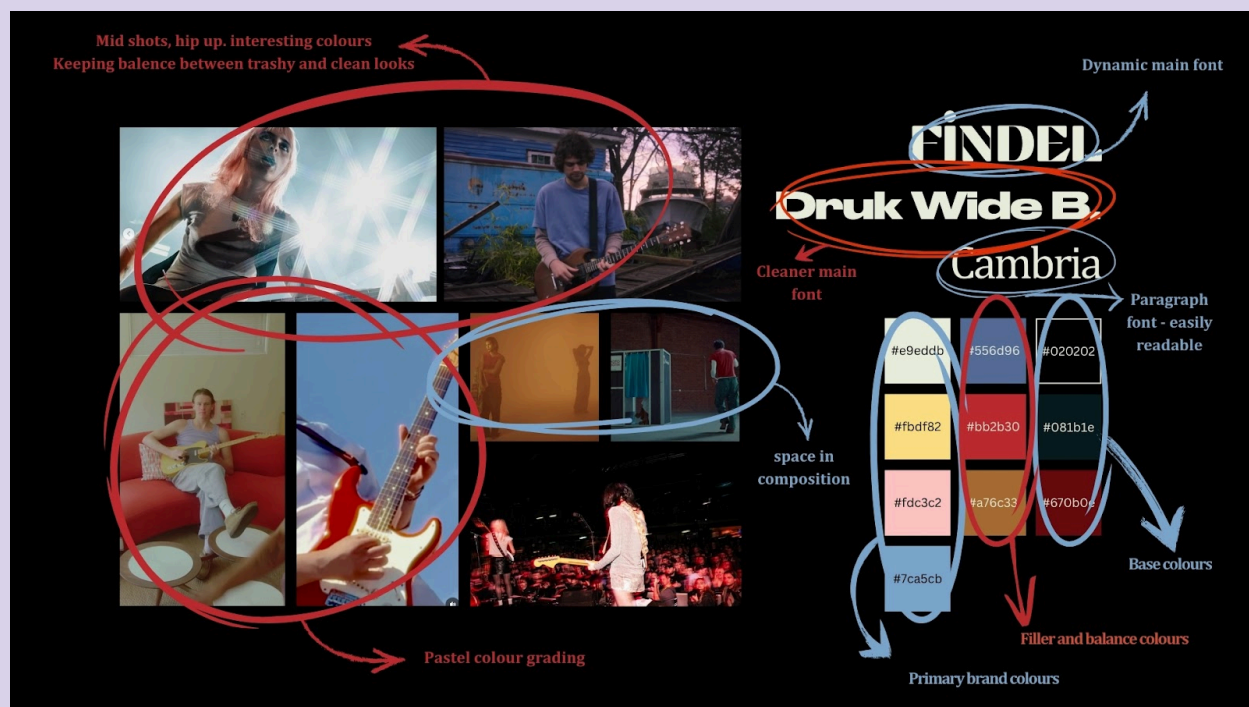 Mid shots, hip up. interesting colours
Keeping balence between trashy and clean looks
Dynamic main font
FiNDEL
Druk Wide B.
Cleaner main
font
Cambria
Paragraph
font - easily
readable
#e9eddb
#556d96
#020202
#fbdf82
#bb2b30
#081b1e
#fdc3c2
#a76c33
#670b0e
#7ca5cb
space in
composition
Base colours
Filler and balance colours
Pastel colour grading
Primary brand colours